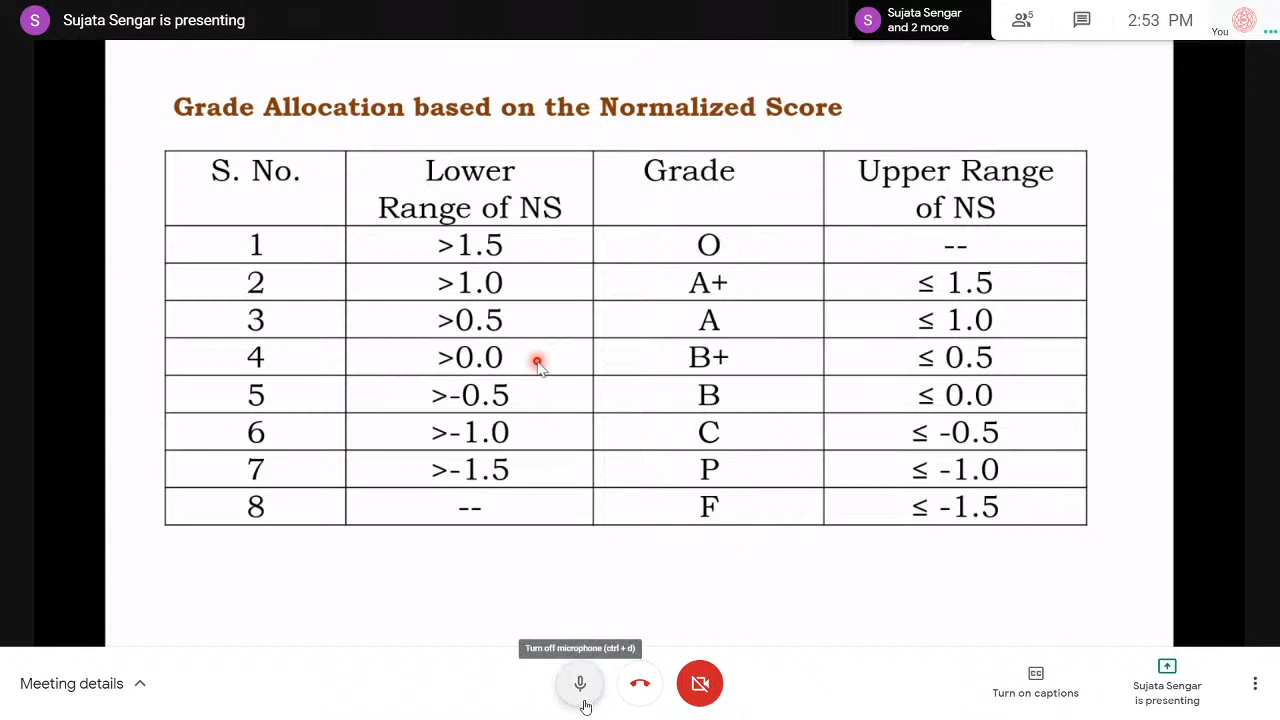 S Sujata Sengar is presenting
S Sujata Sengar
and 2 more
5
2:53 PM
You
Grade Allocation based on the Normalized Score
S. No. Lower Range of NS Grade Upper Range of NS
1 >1.5 O --
2 >1.0 A+ ≤ 1.5
3 >0.5 A ≤ 1.0
4 >0.0 B+ ≤ 0.5
5 >-0.5 B ≤ 0.0
6 >-1.0 C ≤ -0.5
7 >-1.5 P ≤ -1.0
8 -- F ≤ -1.5
Turn off microphone (ctrl + d)
Meeting details
CC
Turn on captions
Sujata Sengar
is presenting